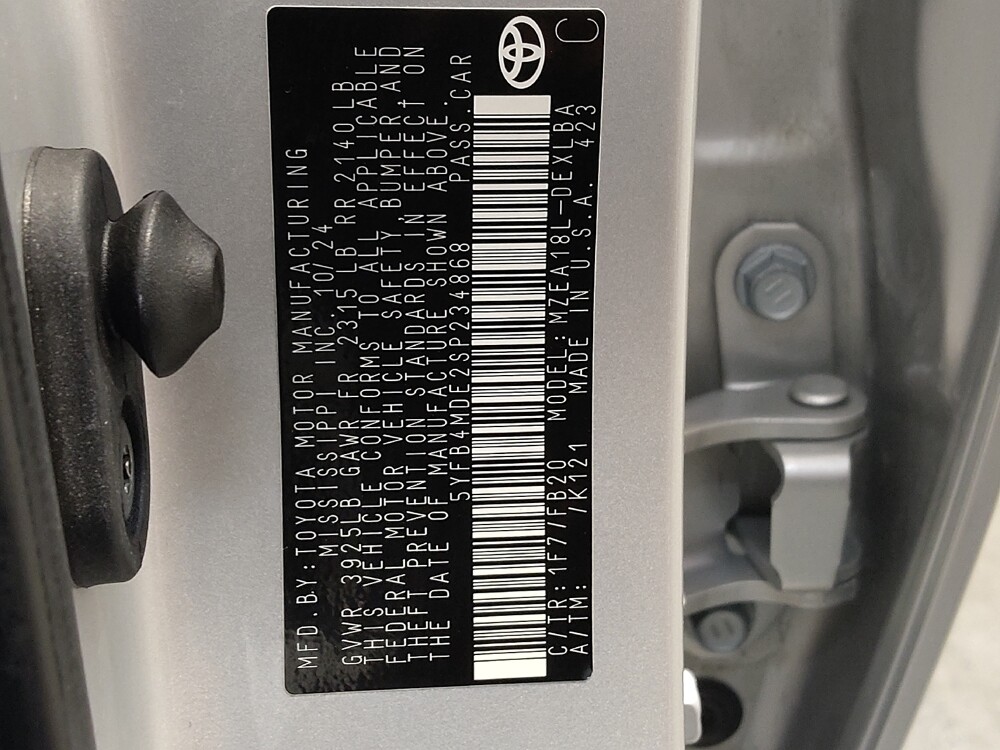 MFD.BY:TOYOTA MOTOR MANUFACTURING
MISSISSIPPI INC. 10/24
GVWR 3925LB GAWR FR 2315 LB RR 2140LB
THIS VEHICLE CONFORMS TO ALL APPLICABLE
FEDERAL MOTOR VEHICLE SAFETY, BUMPER, AND
THEFT PREVENTION STANDARDS IN EFFECT ON
THE DATE OF MANUFACTURE SHOWN ABOVE.
5YFB4MDE2SP234868 PASS.CAR
C/TR: 1F7/FB20 MODEL: MZEA18L-DEXLBA
A/TM: /K121 MADE IN U.S.A. 423
C